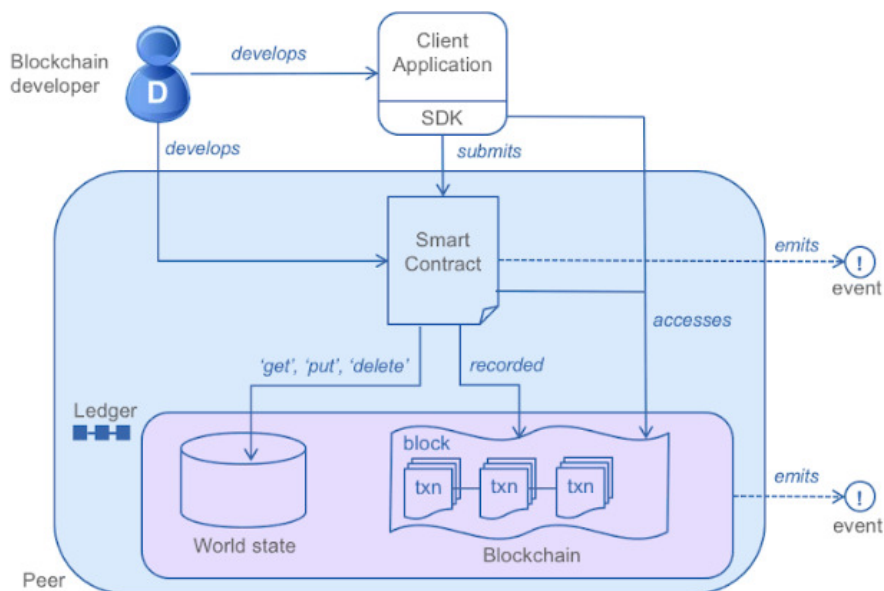 Blockchain
developer
D
develops
Client
Application
SDK
develops
submits
Smart
Contract
emits
!
event
accesses
'get', 'put', 'delete'
recorded
Ledger
block
txn
txn
txn
World state
Blockchain
emits
!
event
Peer